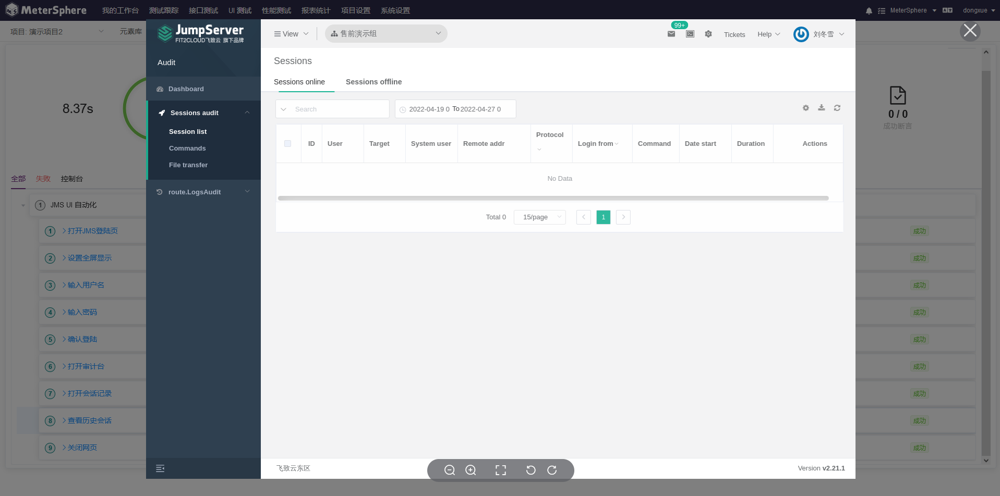 MeterSphere 我的工作台 测试跟踪 接口测试 UI 测试 性能测试 报表统计 项目设置 系统设置 MeterSphere dongxue
项目: 演示项目2 元素库
JumpServer
FIT2CLOUD飞致云 旗下品牌
View 售前演示组 99+ Tickets Help 刘冬雪
Audit
Sessions
Sessions online Sessions offline
Dashboard
Sessions audit
Session list
Commands
File transfer
route.LogsAudit
Search 2022-04-19 0 To 2022-04-27 0
ID User Target System user Remote addr Protocol Login from Command Date start Duration Actions
No Data
Total 0 15/page 1
8.37s
0 / 0
成功断言
全部 失败 控制台
1 JMS UI 自动化
1 打开JMS登陆页 成功
2 设置全屏显示 成功
3 输入用户名 成功
4 输入密码 成功
5 确认登陆 成功
6 打开审计台 成功
7 打开会话记录 成功
8 查看历史会话 成功
9 关闭网页 成功
飞致云东区 Version v2.21.1